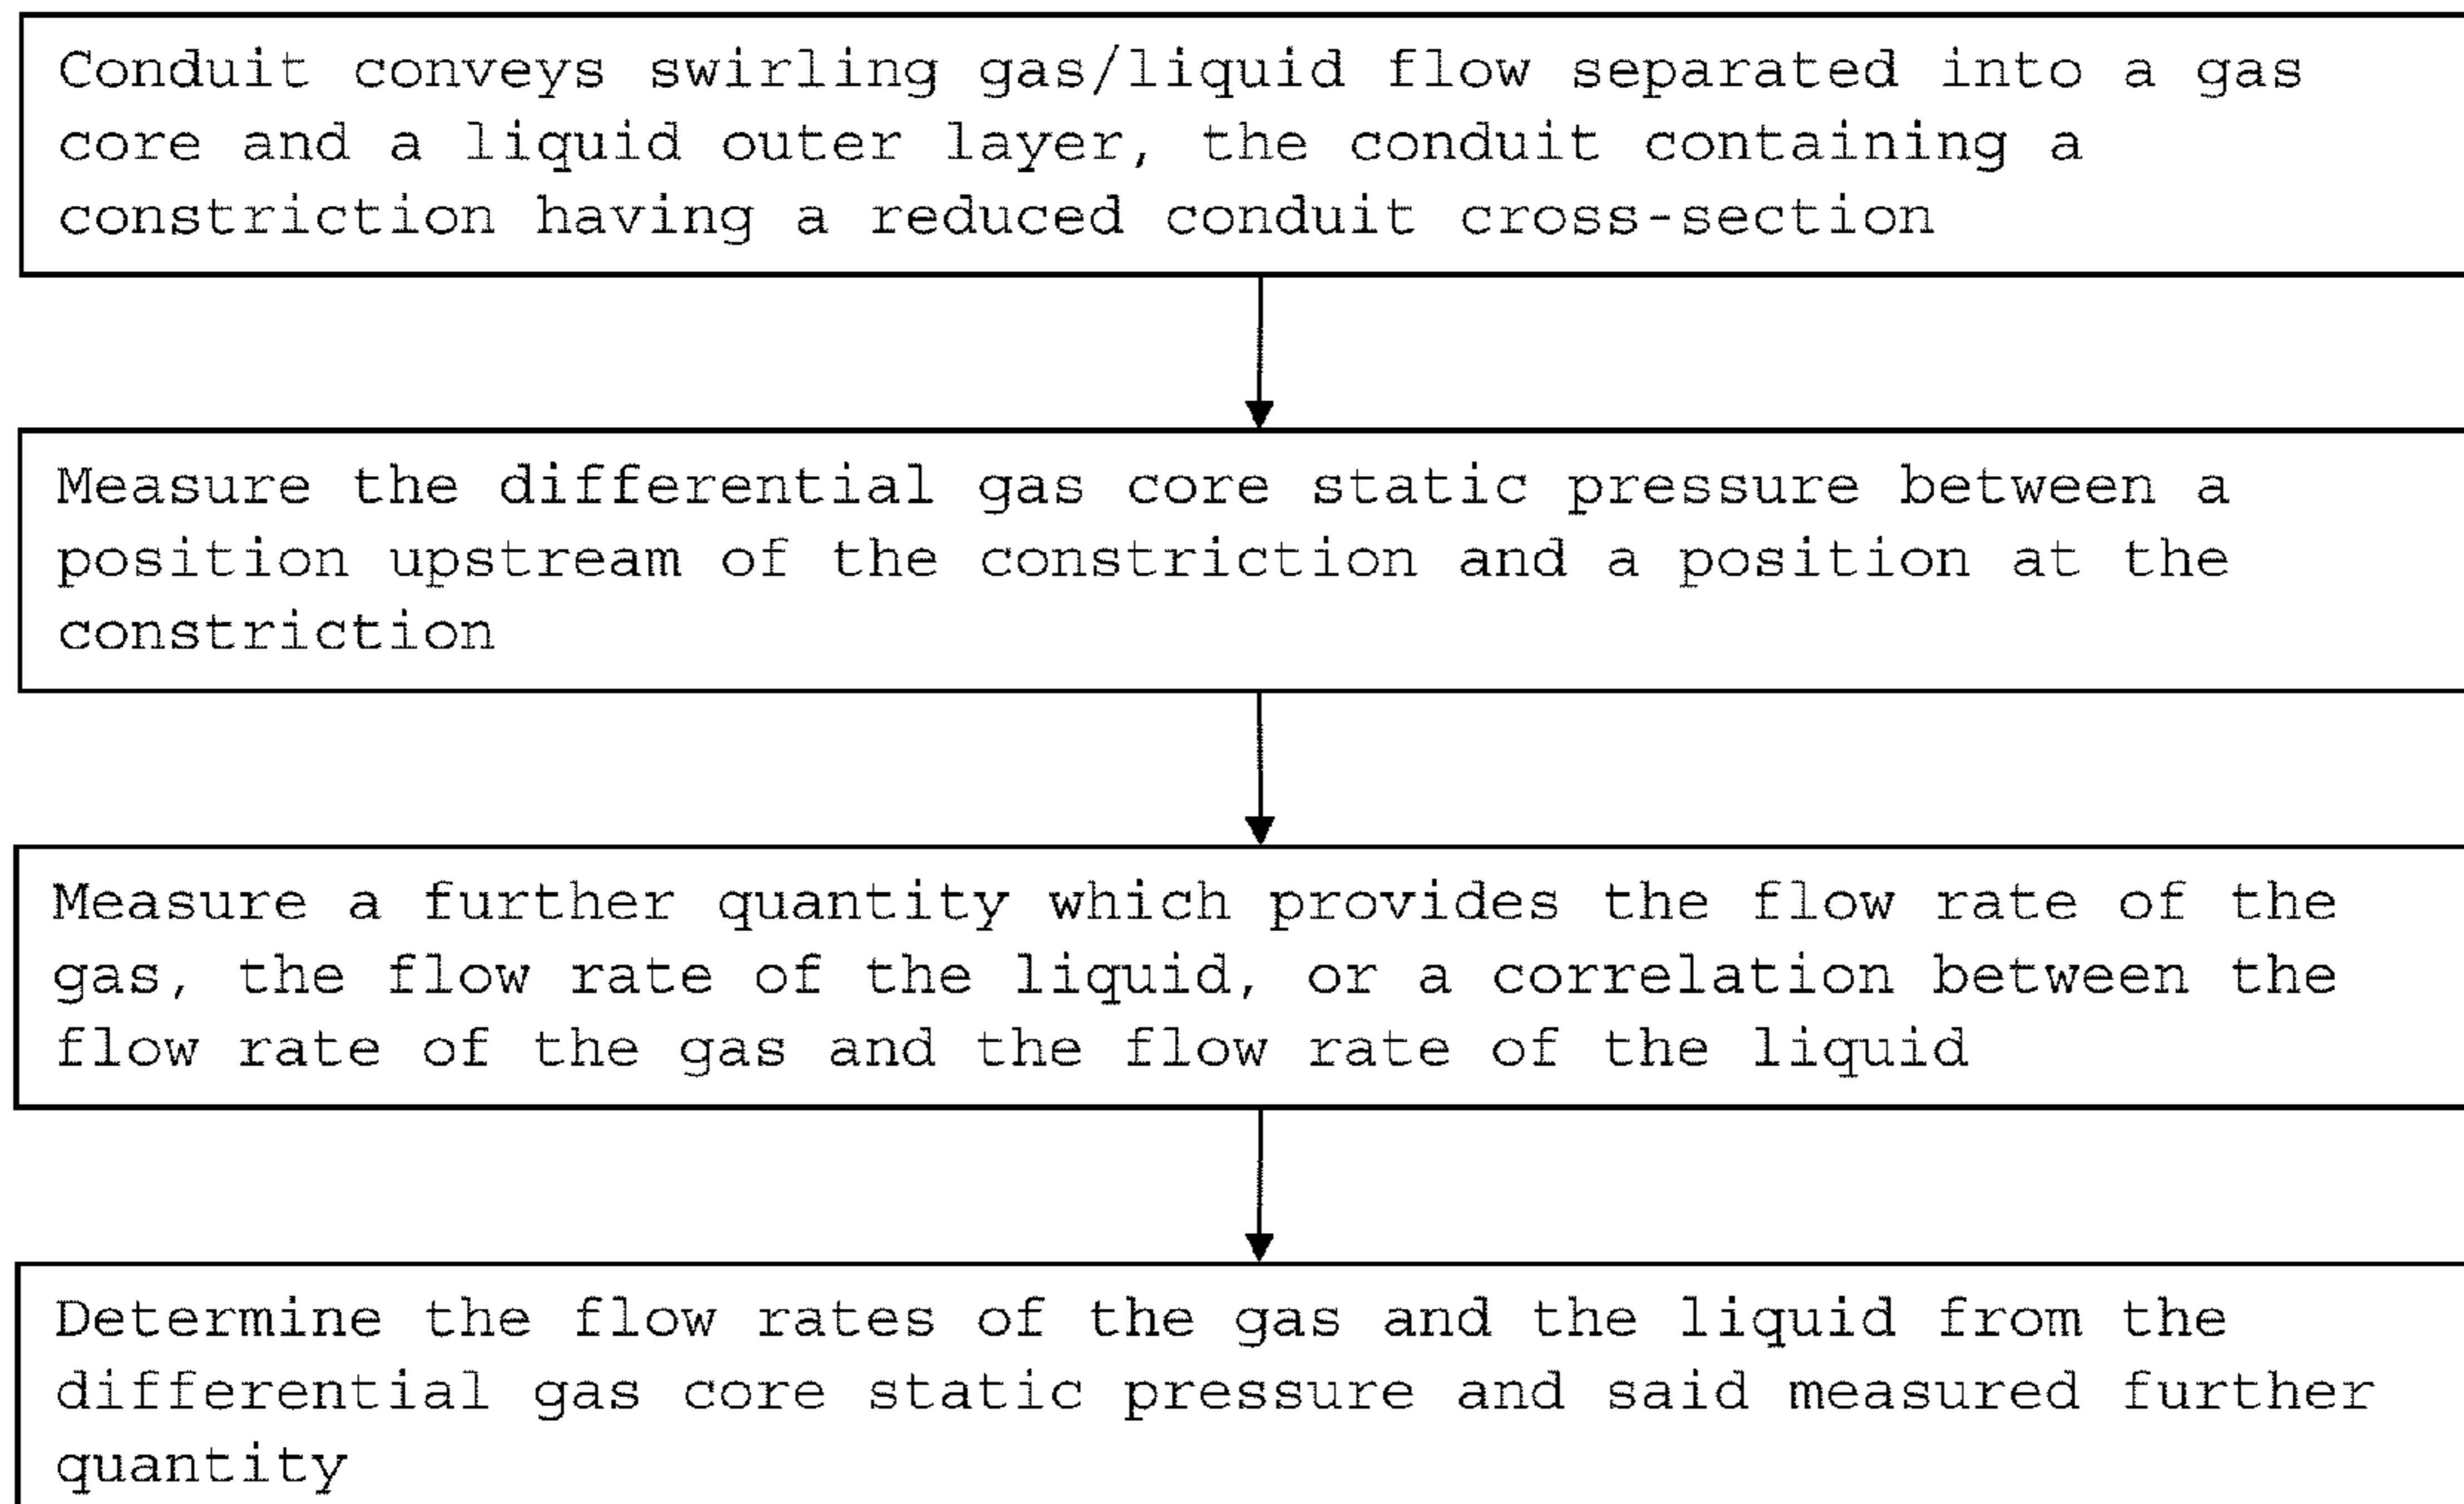 Conduit conveys swirling gas/liquid flow separated into a gas
core and a liquid outer layer, the conduit containing a
constriction having a reduced conduit cross-section
Measure the differential gas core static pressure between a
position upstream of the constriction and a position at the
constriction
Measure a further quantity which provides the flow rate of the
gas, the flow rate of the liquid, or a correlation between the
flow rate of the gas and the flow rate of the liquid
Determine the flow rates of the gas and the liquid from the
differential gas core static pressure and said measured further
quantity